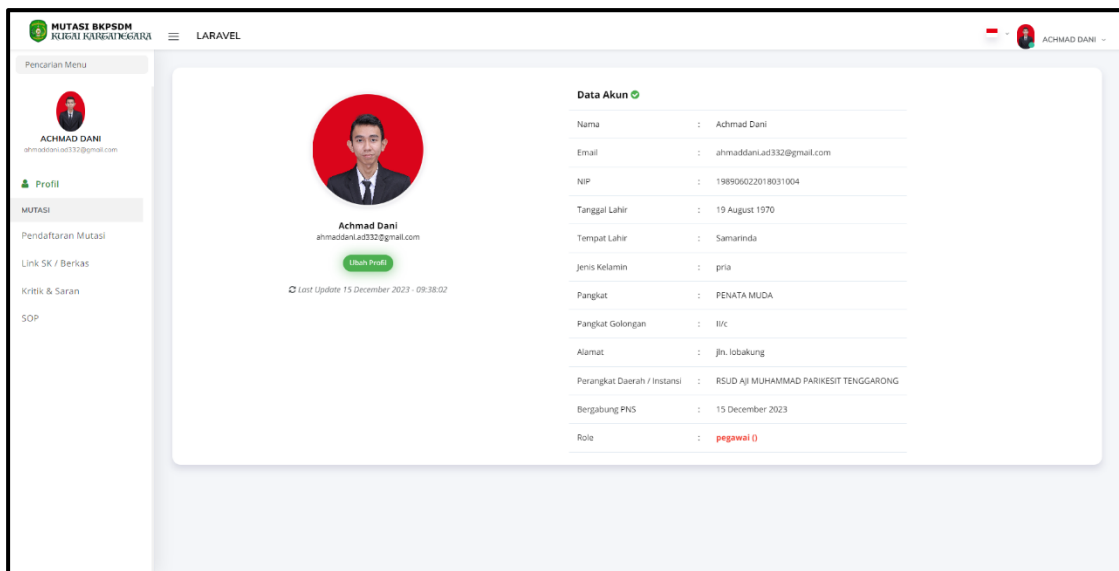 MUTASI BKPSDM
KUTAI KARTANEGARA
LARAVEL
ACHMAD DANI
Pencarian Menu
ACHMAD DANI
ahmaddani.ad332@gmail.com
Profil
MUTASI
Pendaftaran Mutasi
Link SK / Berkas
Kritik & Saran
SOP
Achmad Dani
ahmaddani.ad332@gmail.com
Ubah Profil
Last Update 15 December 2023 - 09:38:02
Data Akun
Nama : Achmad Dani
Email : ahmaddani.ad332@gmail.com
NIP : 198906022018031004
Tanggal Lahir : 19 August 1970
Tempat Lahir : Samarinda
Jenis Kelamin : pria
Pangkat : PENATA MUDA
Pangkat Golongan : II/c
Alamat : jln. lobakung
Perangkat Daerah / Instansi : RSUD AJI MUHAMMAD PARIKESIT TENGGARONG
Bergabung PNS : 15 December 2023
Role : pegawai ()